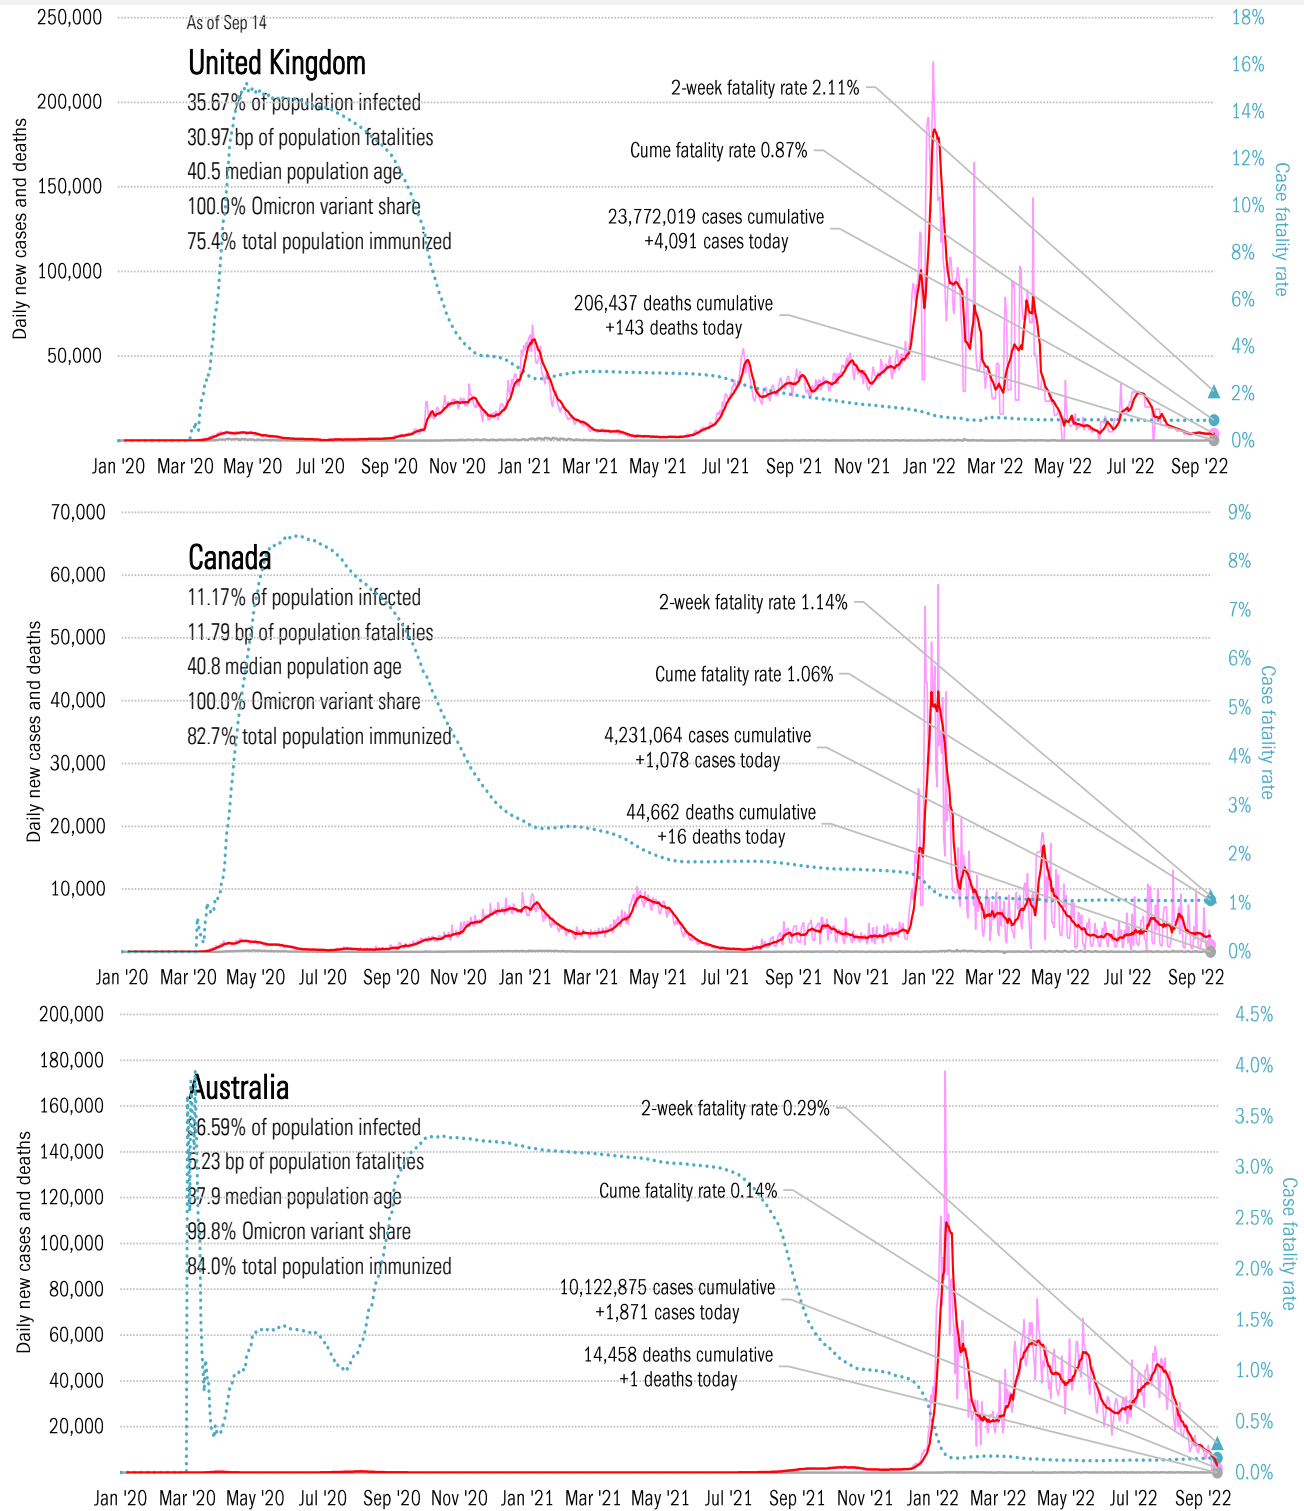 As of Sep 14
United Kingdom
35.67% of population infected
30.97 bp of population fatalities
40.5 median population age
100.0% Omicron variant share
75.4% total population immunized
2-week fatality rate 2.11%
Cume fatality rate 0.87%
23,772,019 cases cumulative
+4,091 cases today
206,437 deaths cumulative
+143 deaths today
Daily new cases and deaths
250,000
200,000
150,000
100,000
50,000
Case fatality rate
18%
16%
14%
12%
10%
8%
6%
4%
2%
0%
Jan '20 Mar '20 May '20 Jul '20 Sep '20 Nov '20 Jan '21 Mar '21 May '21 Jul '21 Sep '21 Nov '21 Jan '22 Mar '22 May '22 Jul '22 Sep '22
Canada
11.17% of population infected
11.79 bp of population fatalities
40.8 median population age
100.0% Omicron variant share
82.7% total population immunized
2-week fatality rate 1.14%
Cume fatality rate 1.06%
4,231,064 cases cumulative
+1,078 cases today
44,662 deaths cumulative
+16 deaths today
Daily new cases and deaths
70,000
60,000
50,000
40,000
30,000
20,000
10,000
Case fatality rate
9%
8%
7%
6%
5%
4%
3%
2%
1%
0%
Jan '20 Mar '20 May '20 Jul '20 Sep '20 Nov '20 Jan '21 Mar '21 May '21 Jul '21 Sep '21 Nov '21 Jan '22 Mar '22 May '22 Jul '22 Sep '22
Australia
36.59% of population infected
5.23 bp of population fatalities
37.9 median population age
99.8% Omicron variant share
84.0% total population immunized
2-week fatality rate 0.29%
Cume fatality rate 0.14%
10,122,875 cases cumulative
+1,871 cases today
14,458 deaths cumulative
+1 deaths today
Daily new cases and deaths
200,000
180,000
160,000
140,000
120,000
100,000
80,000
60,000
40,000
20,000
Case fatality rate
4.5%
4.0%
3.5%
3.0%
2.5%
2.0%
1.5%
1.0%
0.5%
0.0%
Jan '20 Mar '20 May '20 Jul '20 Sep '20 Nov '20 Jan '21 Mar '21 May '21 Jul '21 Sep '21 Nov '21 Jan '22 Mar '22 May '22 Jul '22 Sep '22